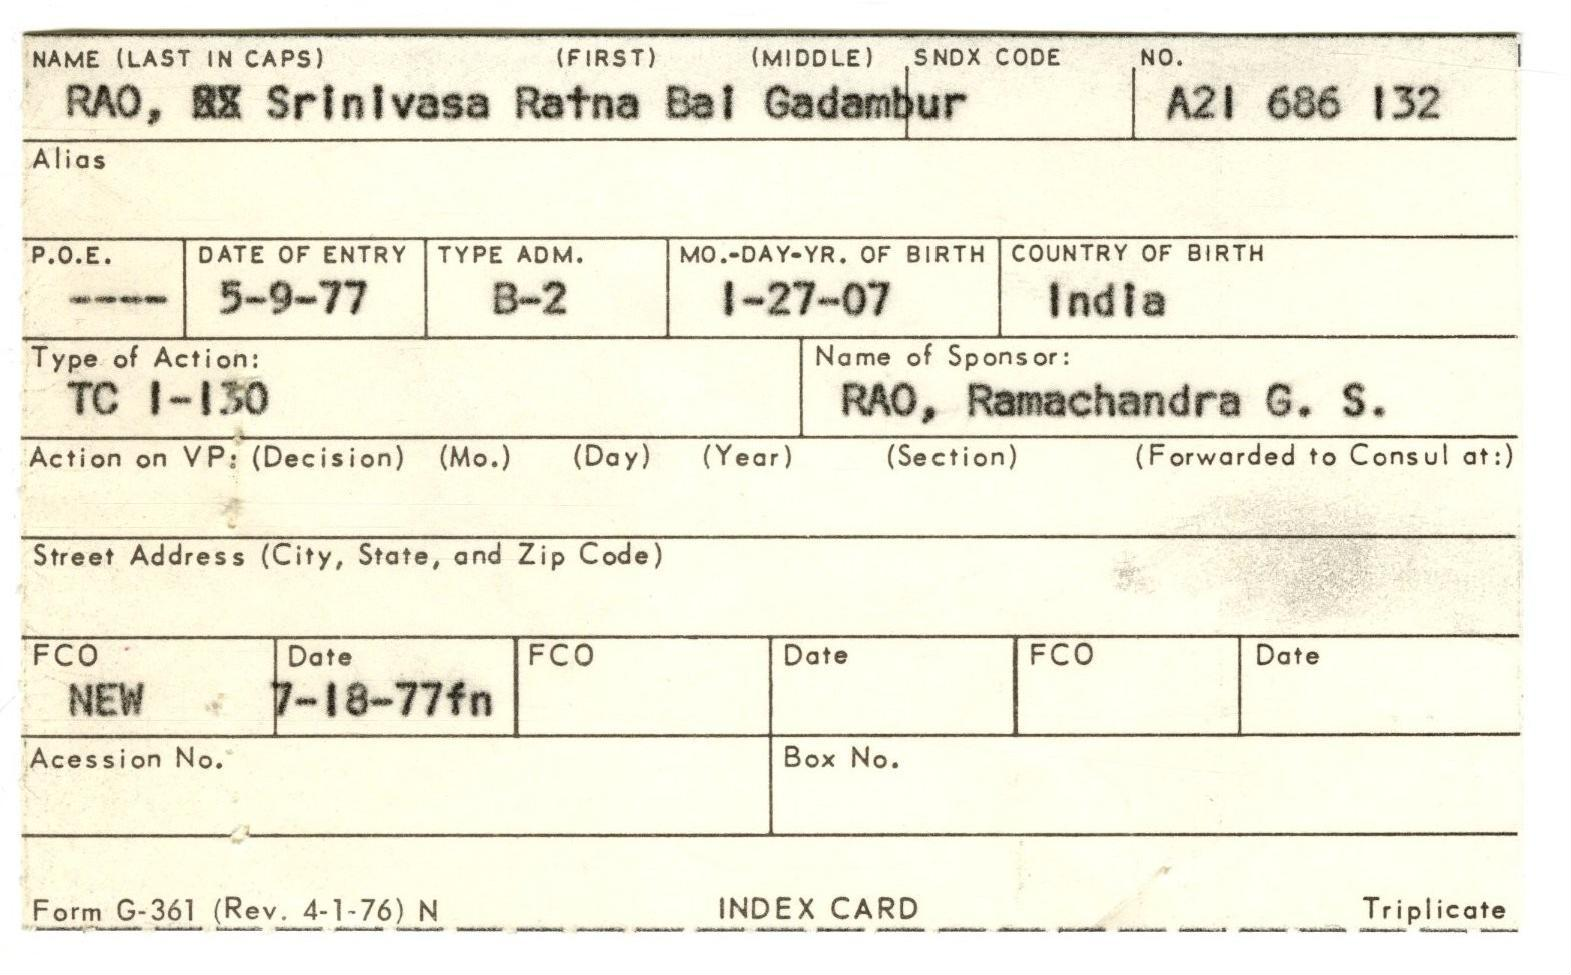 NAME (LAST IN CAPS) (FIRST) (MIDDLE) SNDX CODE NO.
RAO, Srinivasa Ratna Bai Gadambur A21 686 132
Alias
P.O.E. DATE OF ENTRY TYPE ADM. MO.-DAY-YR. OF BIRTH COUNTRY OF BIRTH
---- 5-9-77 B-2 1-27-07 India
Type of Action: Name of Sponsor:
TC I-130 RAO, Ramachandra G. S.
Action on VP: (Decision) (Mo.) (Day) (Year) (Section) (Forwarded to Consul at:)
Street Address (City, State, and Zip Code)
FCO Date FCO Date FCO Date
NEW 7-18-77fn
Acession No. Box No.
Form G-361 (Rev. 4-1-76) N INDEX CARD Triplicate